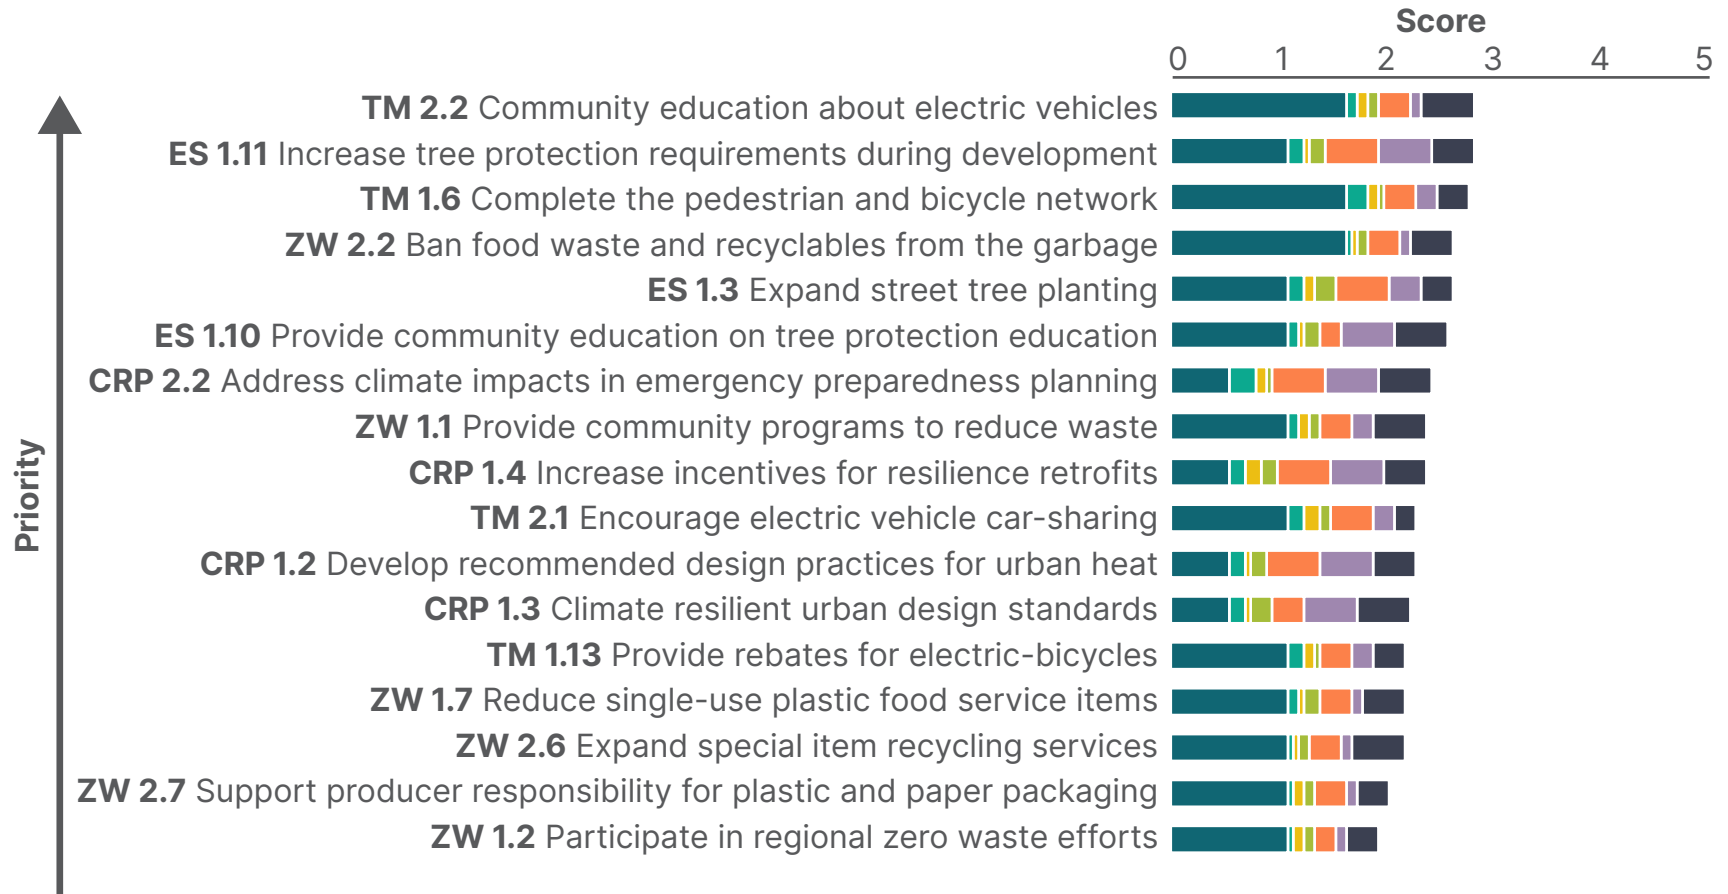 Score
0 1 2 3 4 5
TM 2.2 Community education about electric vehicles
ES 1.11 Increase tree protection requirements during development
TM 1.6 Complete the pedestrian and bicycle network
ZW 2.2 Ban food waste and recyclables from the garbage
ES 1.3 Expand street tree planting
ES 1.10 Provide community education on tree protection education
CRP 2.2 Address climate impacts in emergency preparedness planning
ZW 1.1 Provide community programs to reduce waste
CRP 1.4 Increase incentives for resilience retrofits
TM 2.1 Encourage electric vehicle car-sharing
CRP 1.2 Develop recommended design practices for urban heat
CRP 1.3 Climate resilient urban design standards
TM 1.13 Provide rebates for electric-bicycles
ZW 1.7 Reduce single-use plastic food service items
ZW 2.6 Expand special item recycling services
ZW 2.7 Support producer responsibility for plastic and paper packaging
ZW 1.2 Participate in regional zero waste efforts
Priority